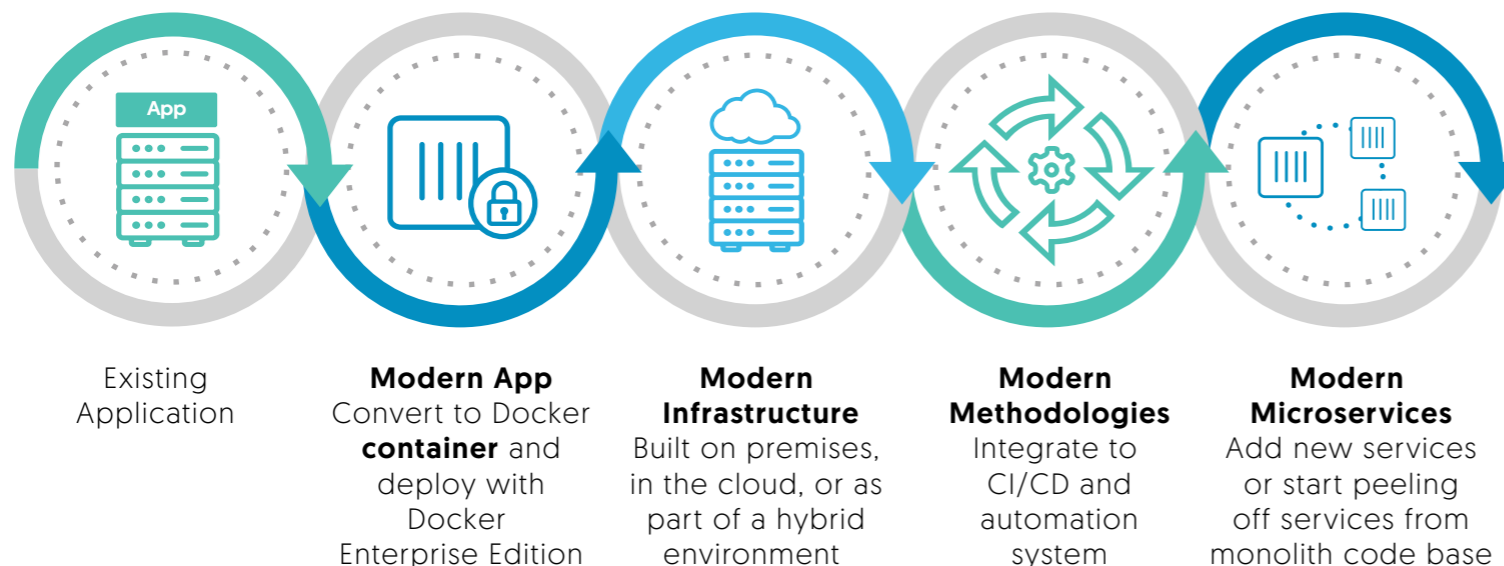 App
Existing
Application
Modern App
Convert to Docker
container and
deploy with
Docker
Enterprise Edition
Modern
Infrastructure
Built on premises,
in the cloud, or as
part of a hybrid
environment
Modern
Methodologies
Integrate to
CI/CD and
automation
system
Modern
Microservices
Add new services
or start peeling
off services from
monolith code base